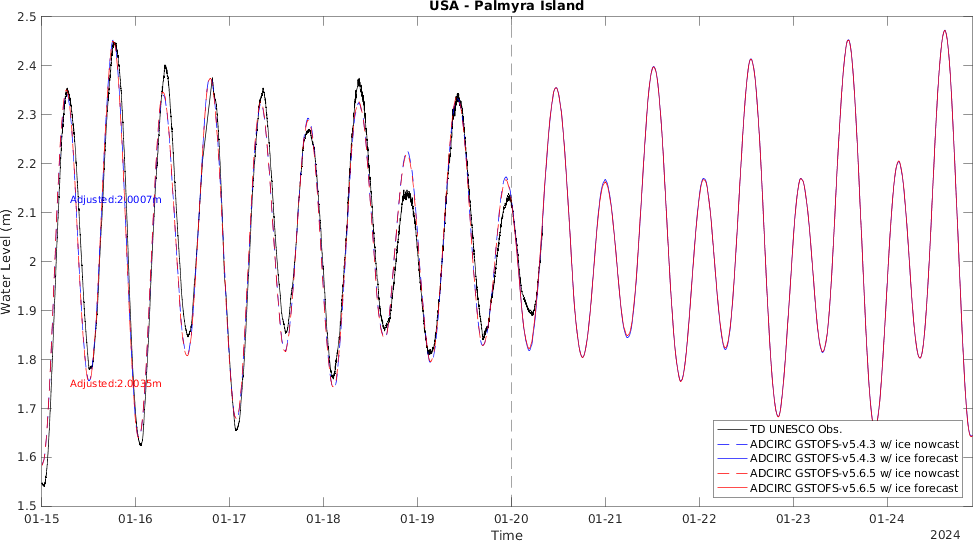 USA - Palmyra Island
2.5
2.4
2.3
2.2
2.1
2
1.9
1.8
1.7
1.6
1.5
Water Level (m)
Adjusted:2.0007m
Adjusted:2.0035m
TD UNESCO Obs.
ADCIRC GSTOFS-v5.4.3 w/ ice nowcast
ADCIRC GSTOFS-v5.4.3 w/ ice forecast
ADCIRC GSTOFS-v5.6.5 w/ ice nowcast
ADCIRC GSTOFS-v5.6.5 w/ ice forecast
01-15 01-16 01-17 01-18 01-19 01-20 01-21 01-22 01-23 01-24
Time
2024